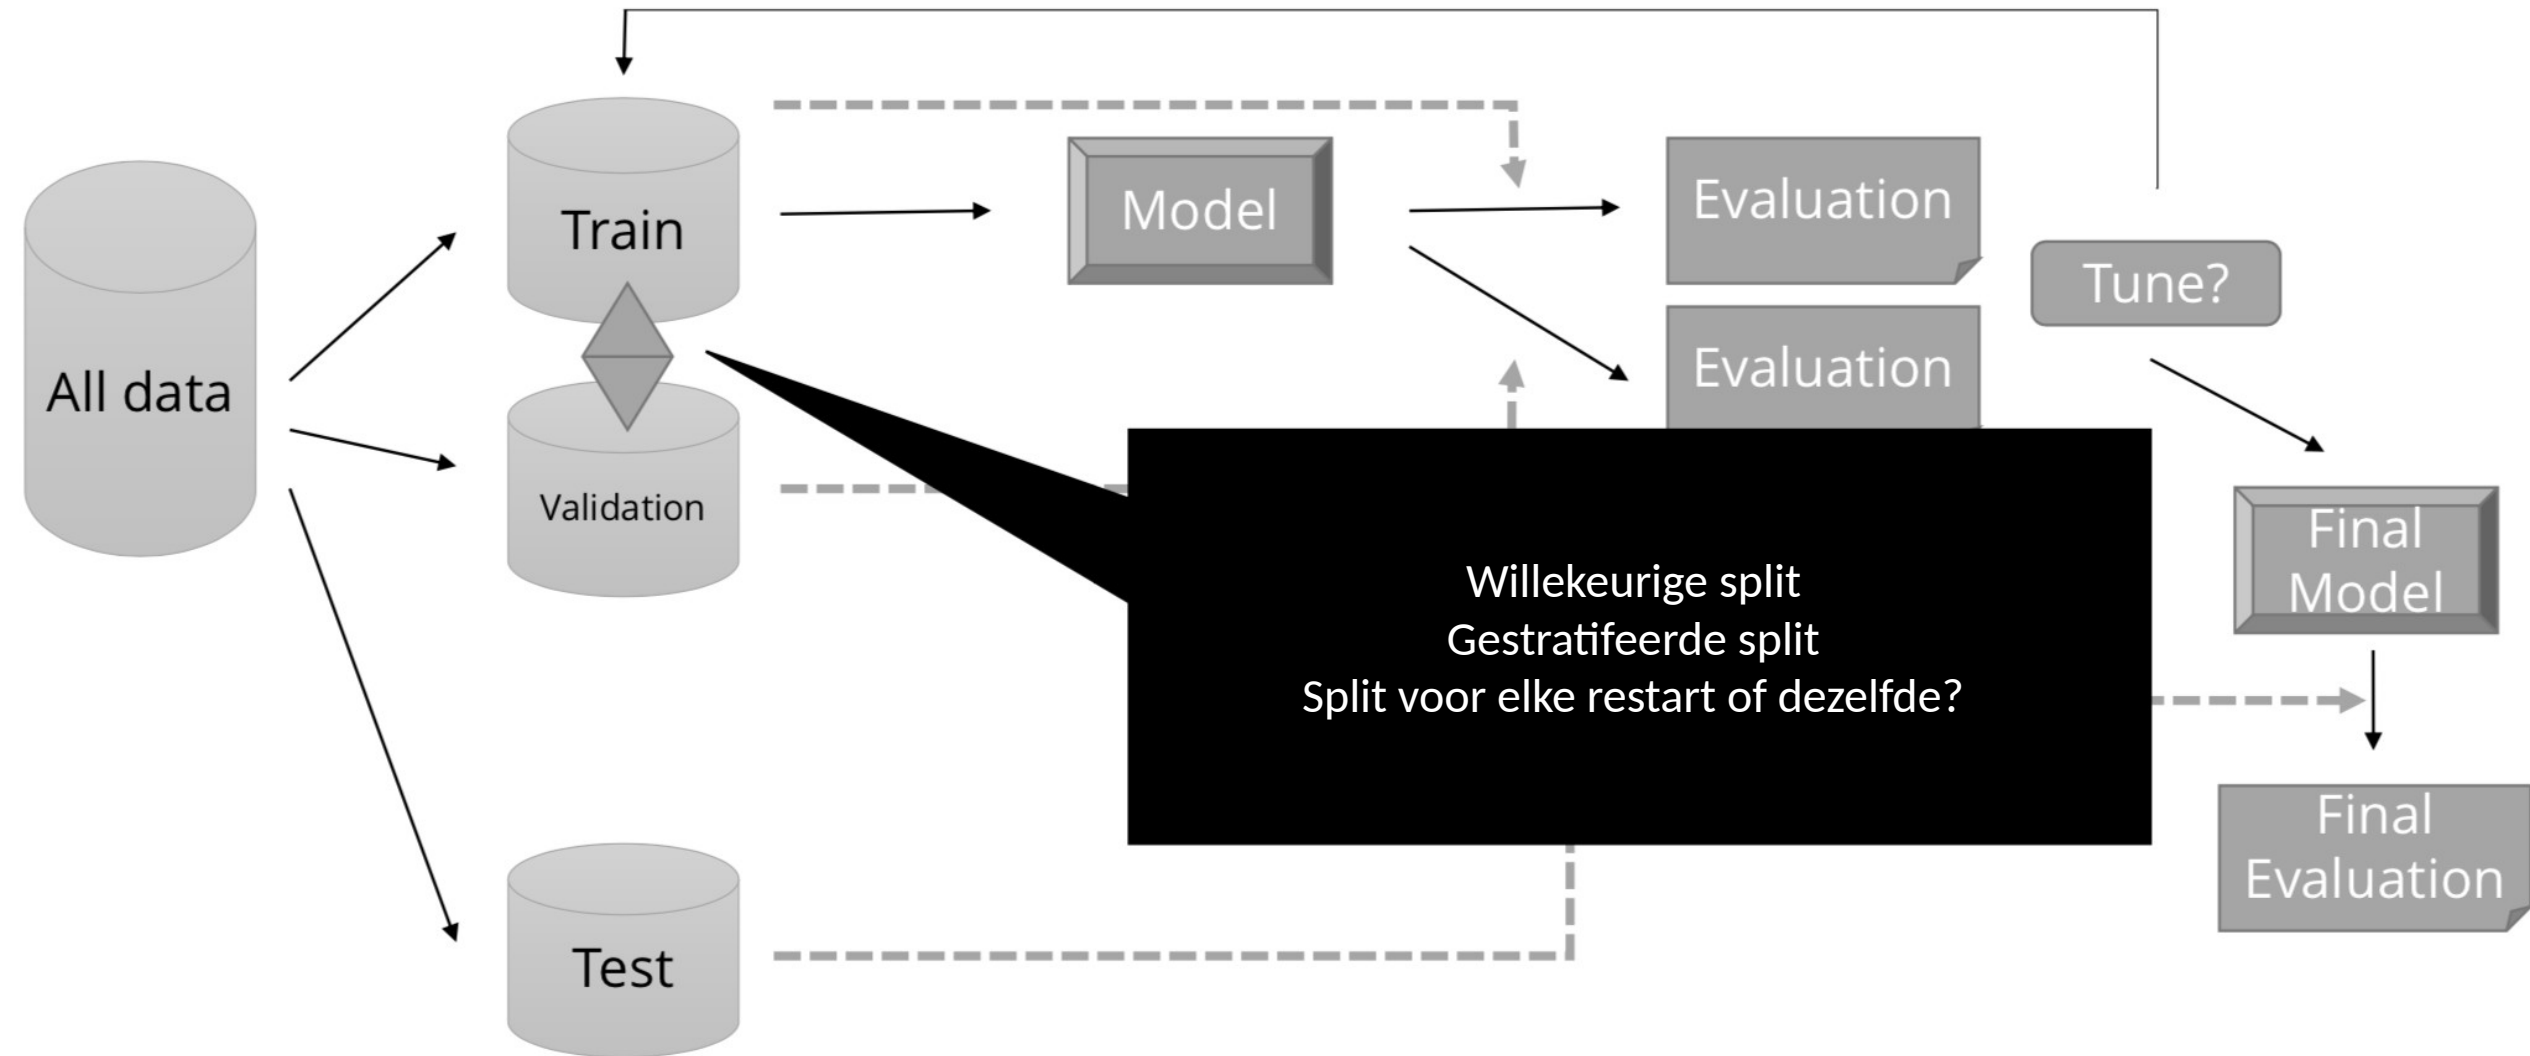 All data
Train
Validation
Test
Model
Evaluation
Evaluation
Tune?
Willekeurige split
Gestratifeerde split
Split voor elke restart of dezelfde?
Final
Model
Final
Evaluation